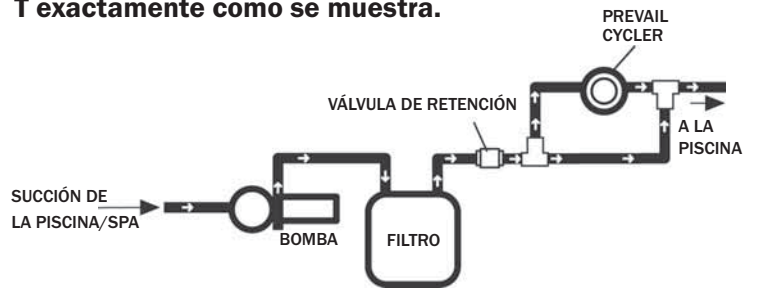 T exactamente como se muestra.
PREVAIL
CYCLER
VÁLVULA DE RETENCIÓN
A LA
PISCINA
SUCCIÓN DE
LA PISCINA/SPA
BOMBA
FILTRO